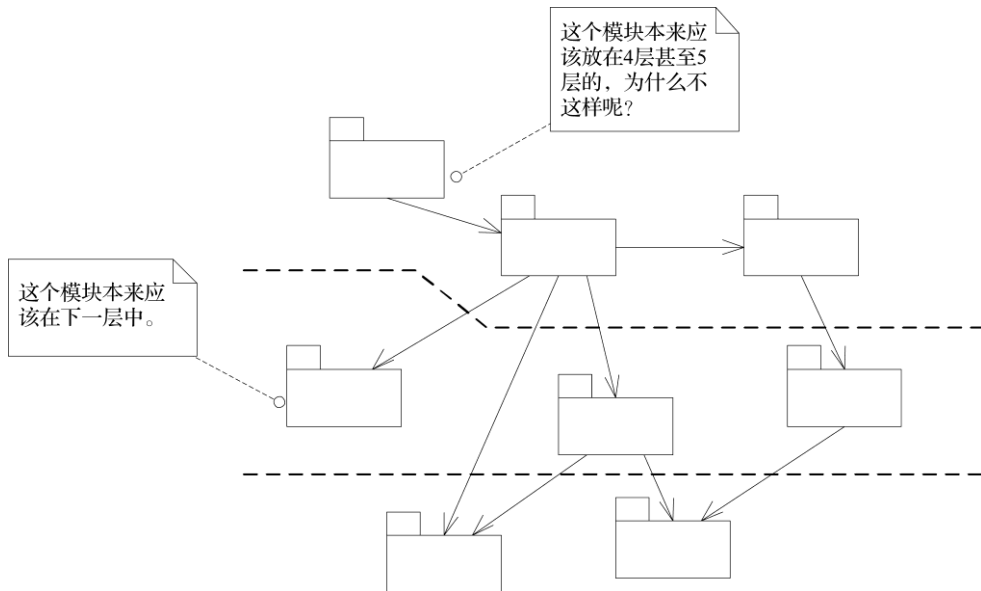 这个模块本来应
该放在4层甚至5
层的，为什么不
这样呢？
这个模块本来应
该在下一层中。